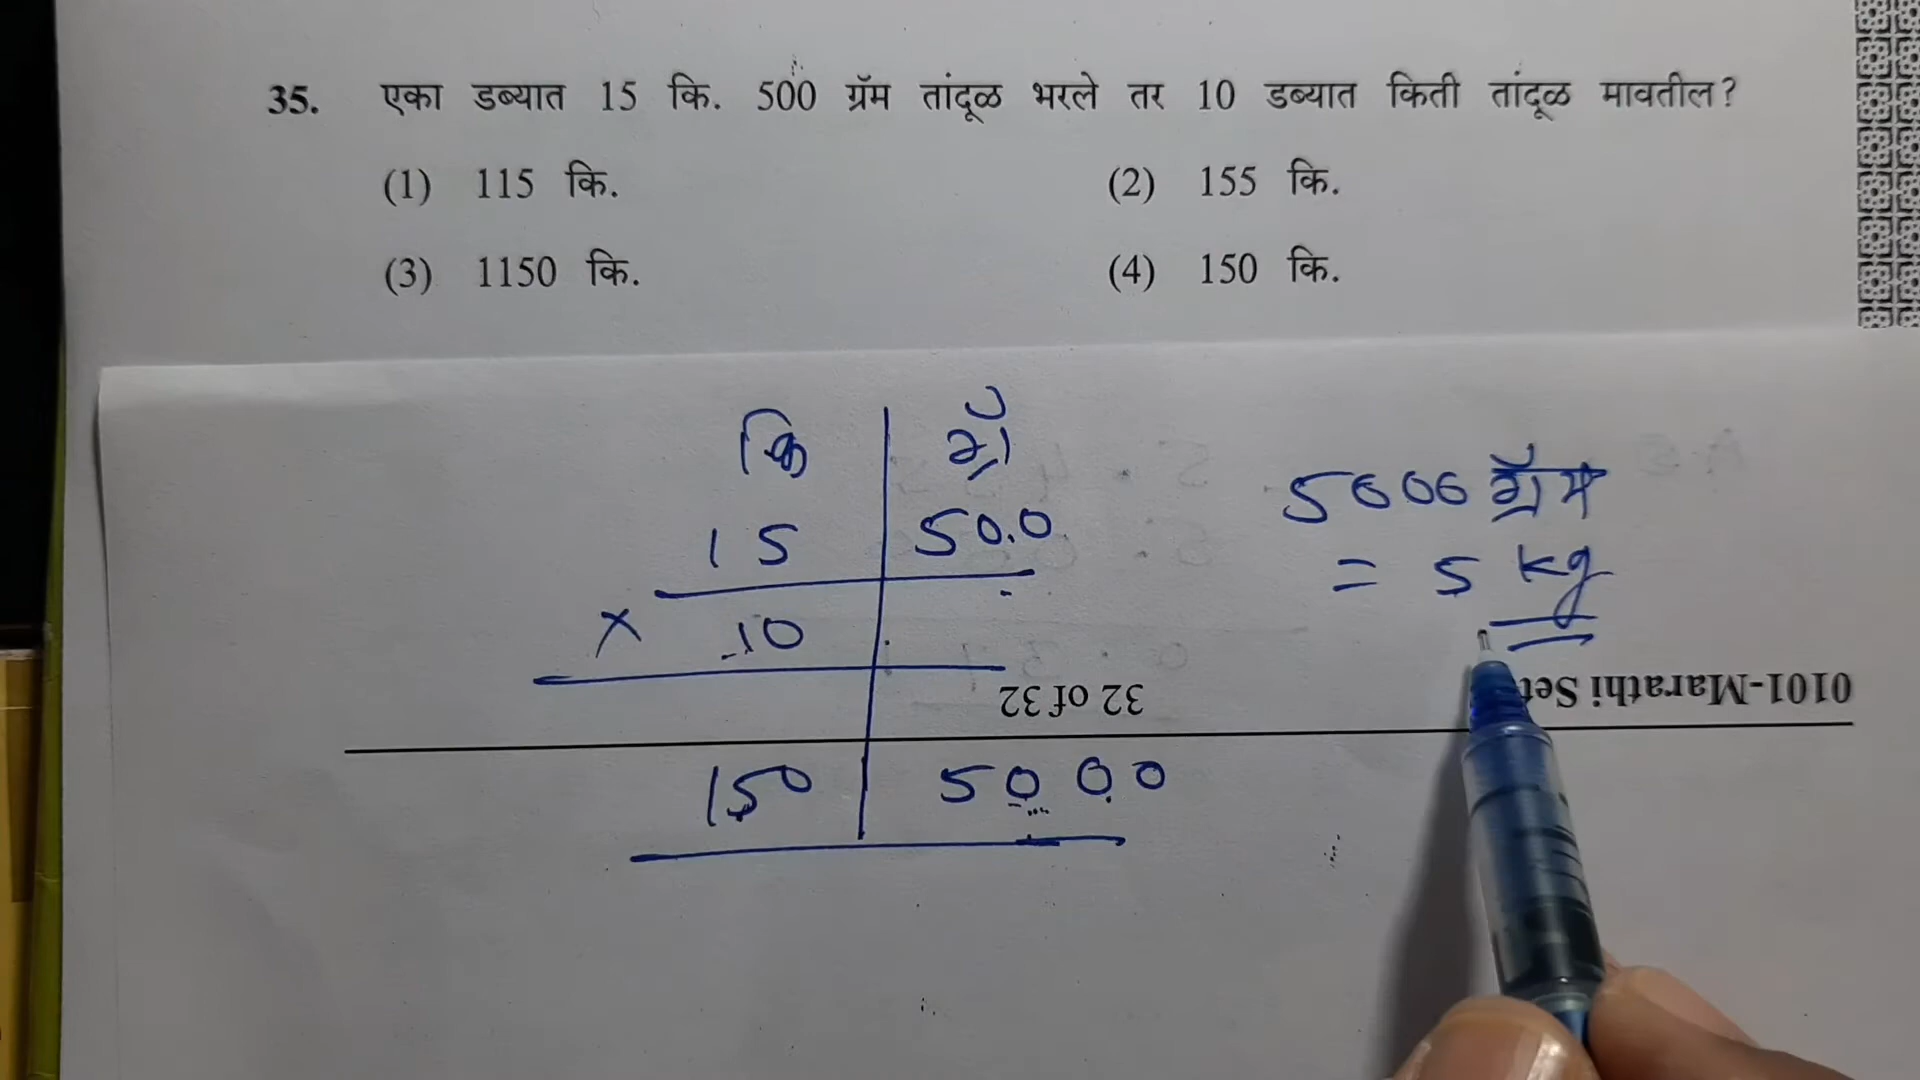 35. एका डब्यात 15 कि. 500 ग्रॅम तांदूळ भरले तर 10 डब्यात किती तांदूळ मावतील?
(1) 115 कि. (2) 155 कि.
(3) 1150 कि. (4) 150 कि.
कि ग्रॅ
15 500
× 10
5000 ग्रॅम
= 5 kg
0101-Marathi Set
32 of 32
150 5000